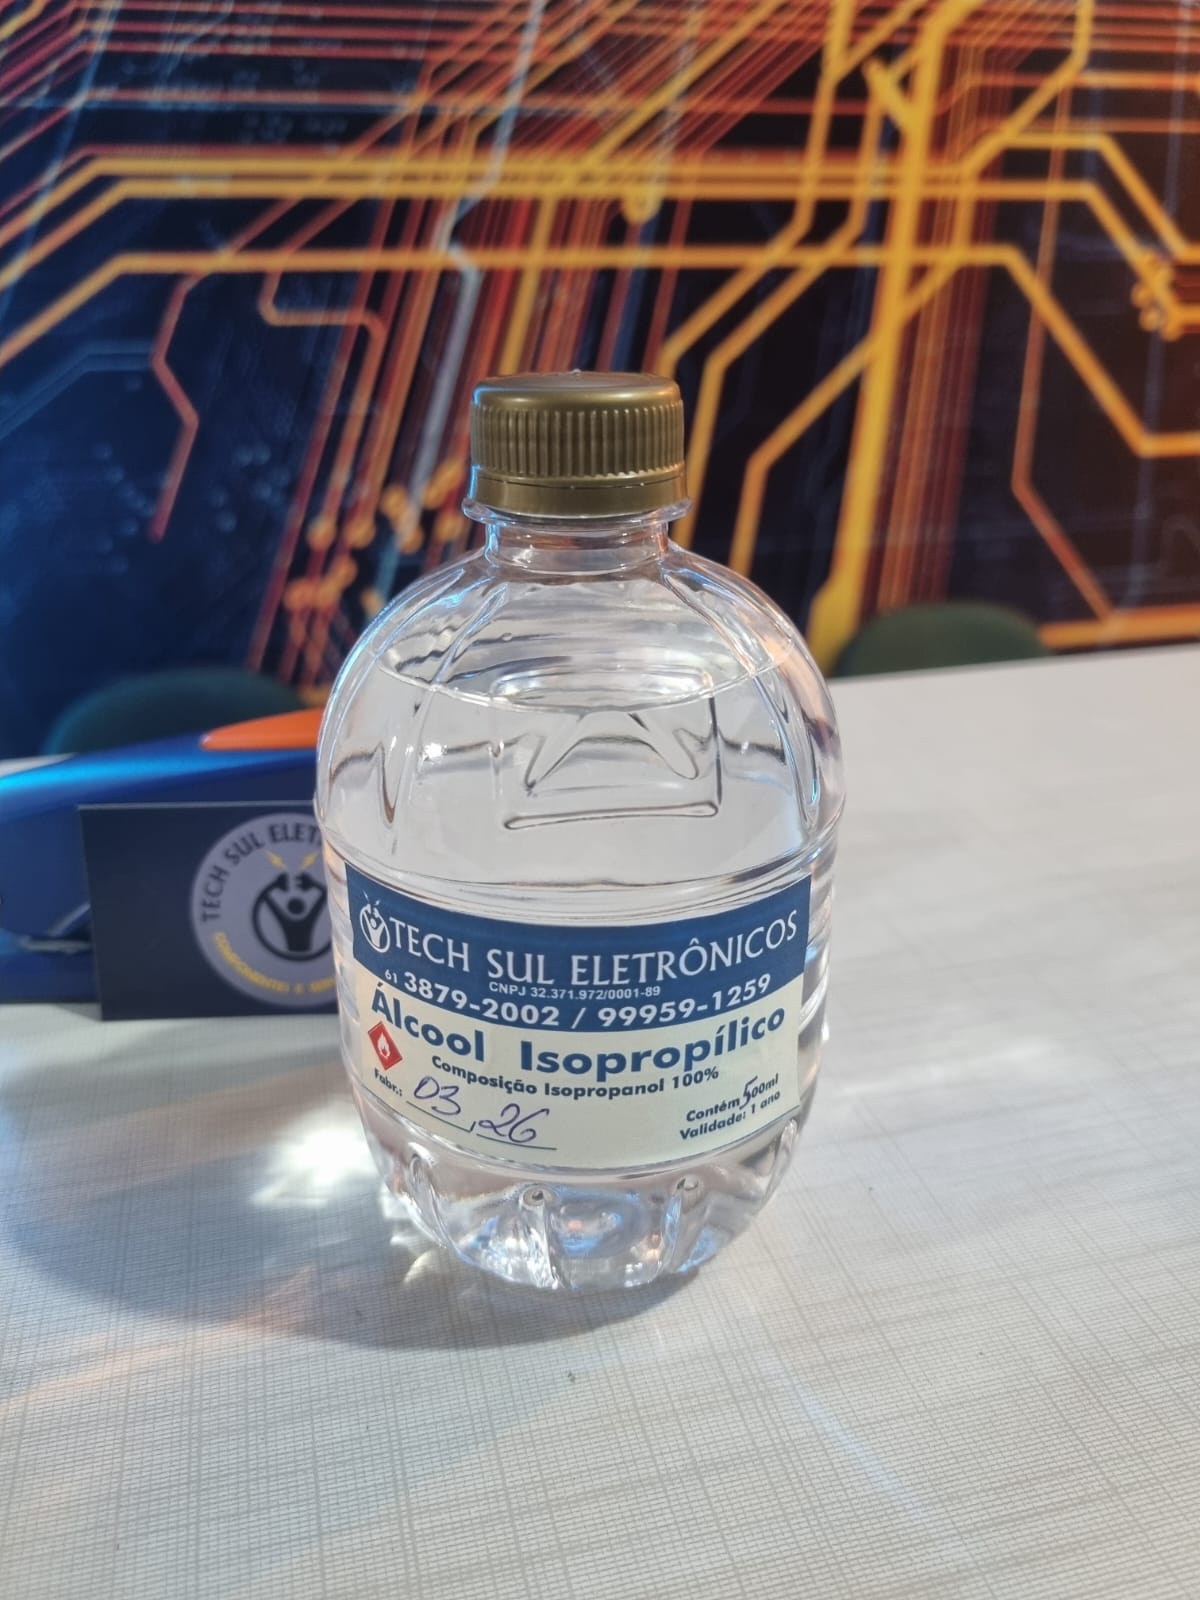 TECH SUL ELETRÔNICOS
CNPJ 32.371.972/0001-89
61 3879-2002 / 99959-1259
Álcool Isopropílico
Composição Isopropanol 100%
Fabr.: 03,26
Contém 500ml
Validade: 1 ano
TECH SUL